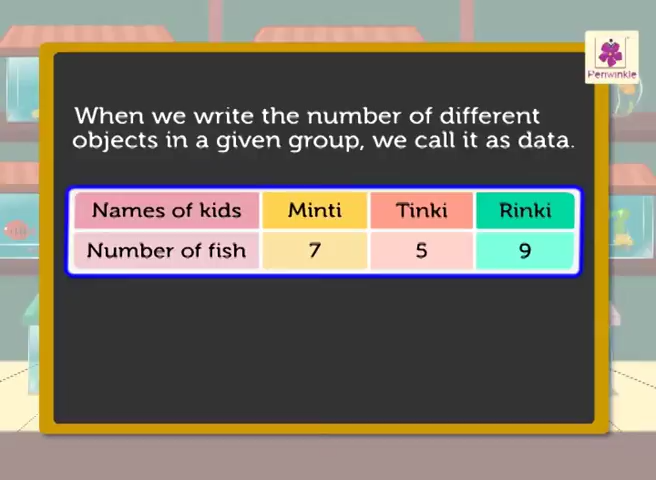 Periwinkle
When we write the number of different
objects in a given group, we call it as data.
Names of kids Minti Tinki Rinki
Number of fish 7 5 9